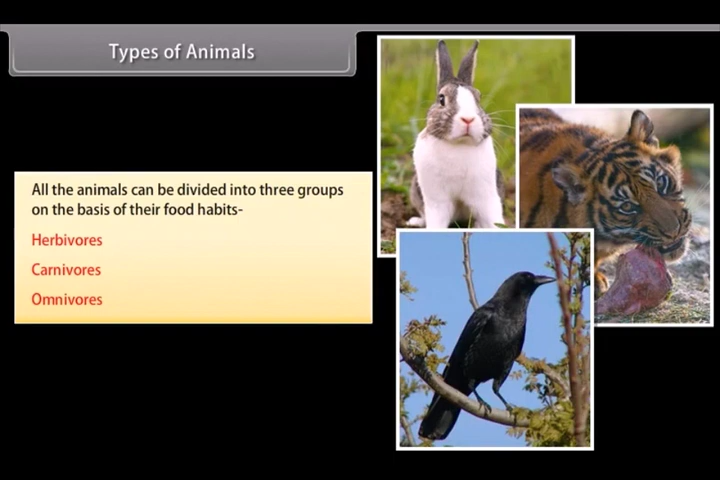 Types of Animals
All the animals can be divided into three groups
on the basis of their food habits-
Herbivores
Carnivores
Omnivores